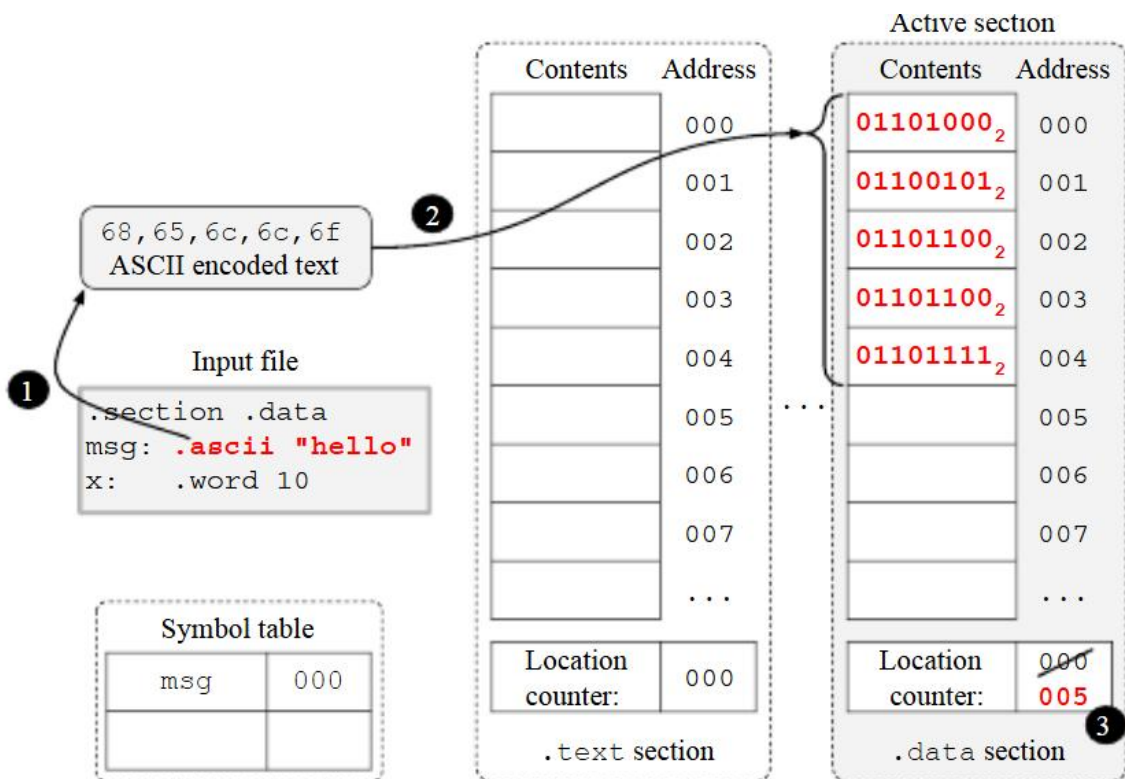 Active section
Contents Address
000
001
002
003
004
005
006
007
...
Location counter: 000
.text section
...
Contents Address
01101000₂ 000
01100101₂ 001
01101100₂ 002
01101100₂ 003
01101111₂ 004
005
006
007
...
Location counter: 000
005
3
.data section
2
68,65,6c,6c,6f
ASCII encoded text
1
Input file
.section .data
msg: .ascii "hello"
x: .word 10
Symbol table
msg 000